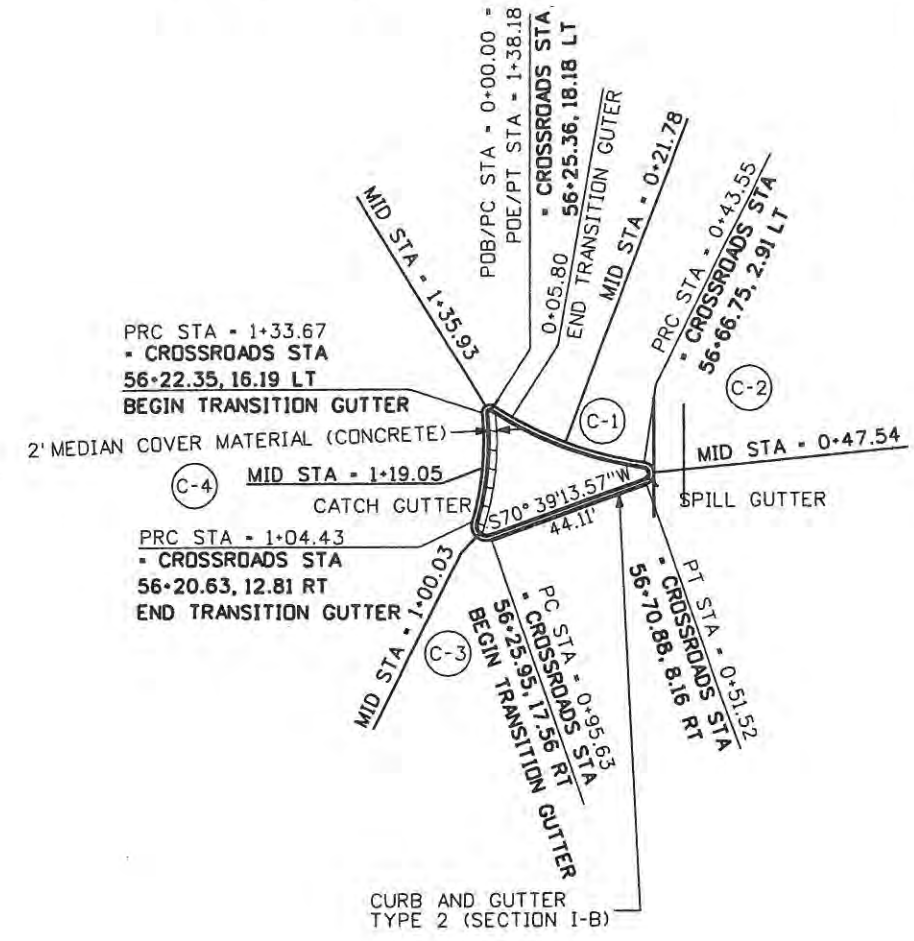 POB/PC STA = 0+00.00 =
POE/PT STA = 1+38.18
= CROSSROADS STA
56+25.36, 18.18 LT
0+05.80
END TRANSITION GUTER
MID STA = 0+21.78
PRC STA = 0+43.55
= CROSSROADS STA
56+66.75, 2.91 LT
MID STA = 1+35.93
PRC STA = 1+33.67
= CROSSROADS STA
56+22.35, 16.19 LT
BEGIN TRANSITION GUTTER
C-1
C-2
2' MEDIAN COVER MATERIAL (CONCRETE)
MID STA = 0+47.54
C-4
MID STA = 1+19.05
CATCH GUTTER
S70° 39'13.57"W
44.11'
SPILL GUTTER
PRC STA = 1+04.43
= CROSSROADS STA
56+20.63, 12.81 RT
END TRANSITION GUTTER
MID STA = 1+00.03
C-3
PC STA = 0+95.63
= CROSSROADS STA
56+25.95, 17.56 RT
BEGIN TRANSITION GUTTER
PT STA = 0+51.52
= CROSSROADS STA
56+70.88, 8.16 RT
CURB AND GUTTER
TYPE 2 (SECTION I-B)